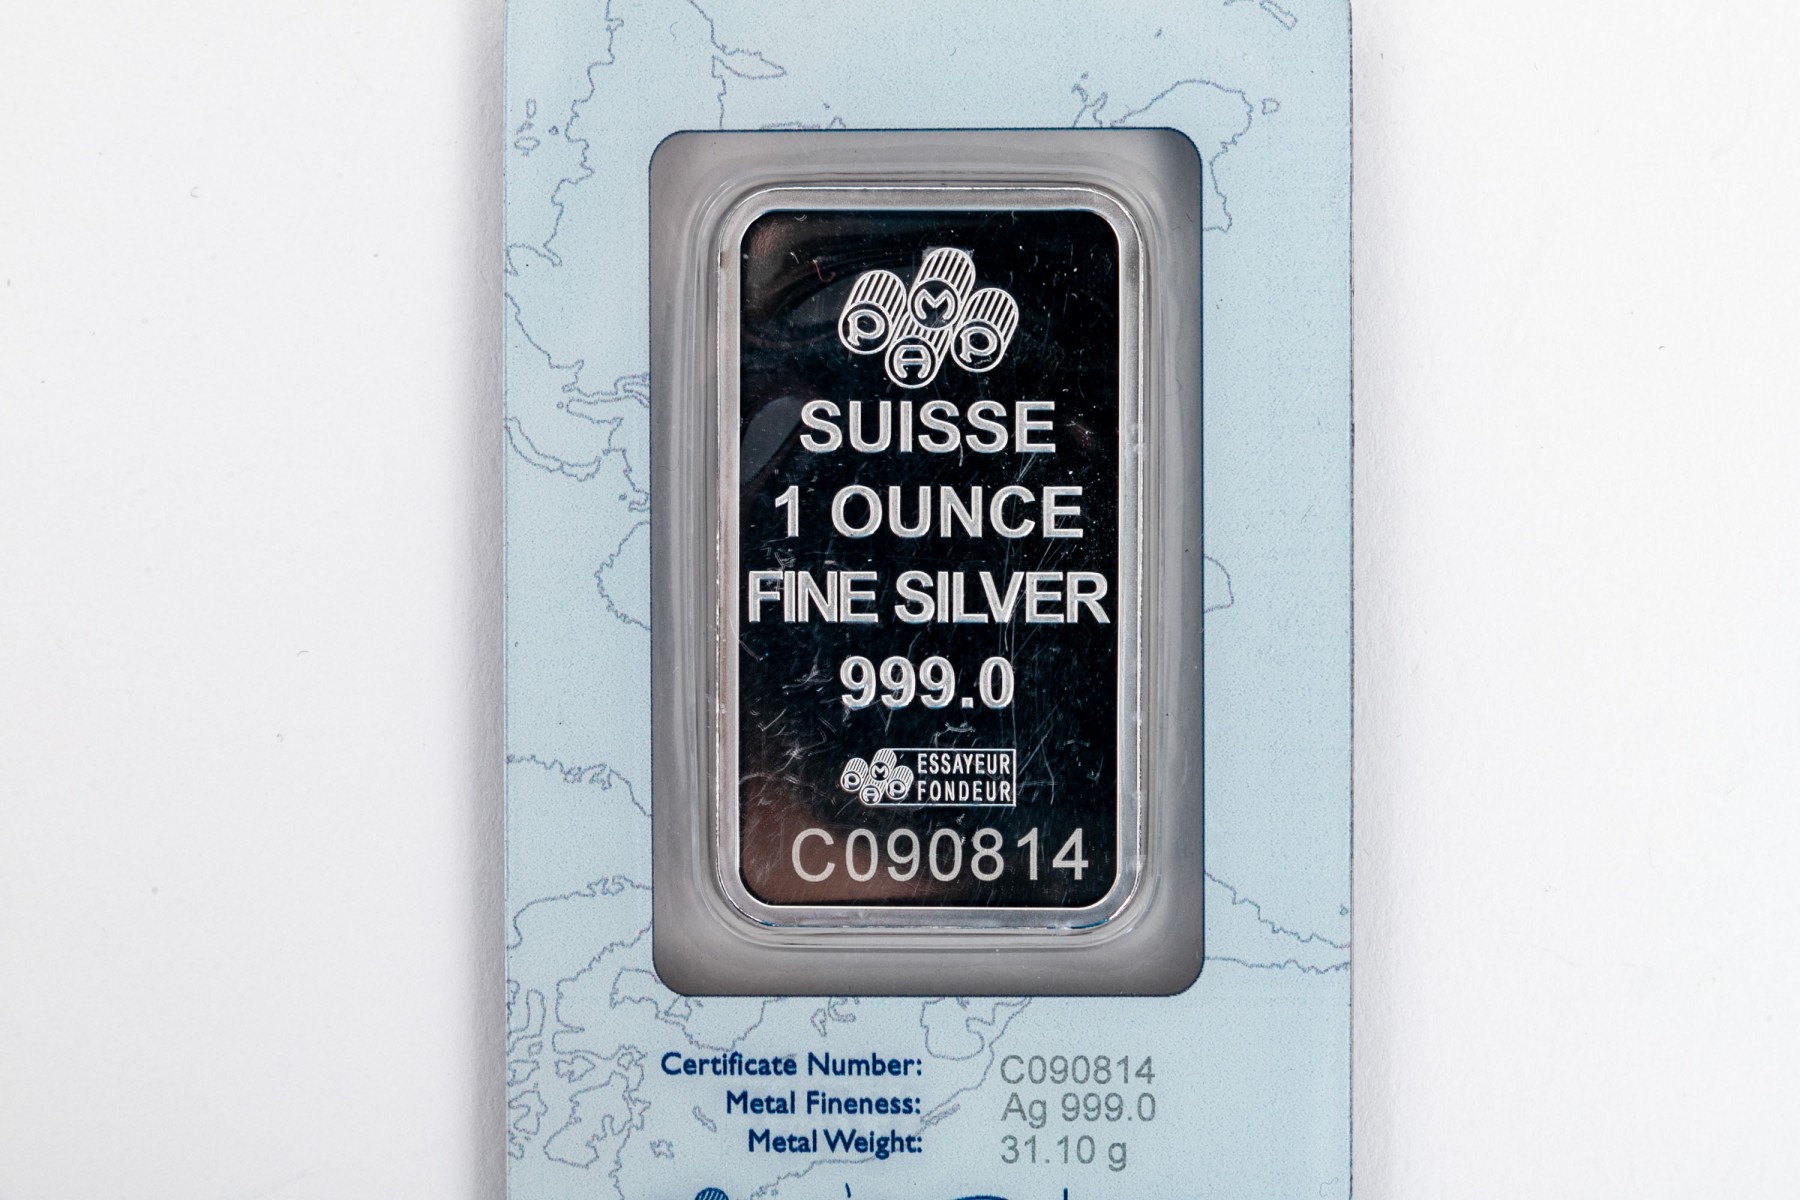 PAMP
SUISSE
1 OUNCE
FINE SILVER
999.0
PAMP ESSAYEUR
FONDEUR
C090814
Certificate Number: C090814
Metal Fineness: Ag 999.0
Metal Weight: 31.10 g